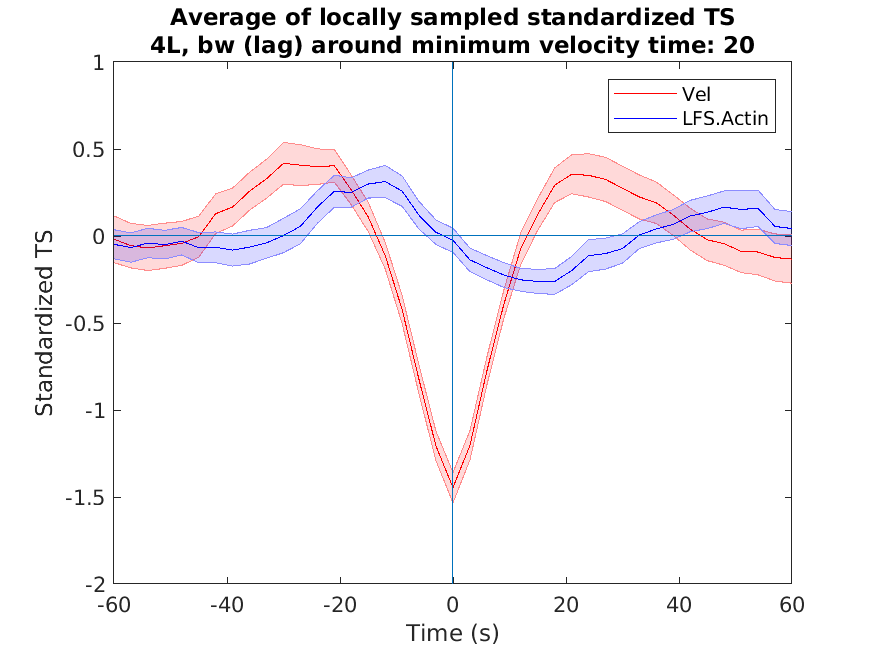 Average of locally sampled standardized TS
4L, bw (lag) around minimum velocity time: 20
Vel
LFS.Actin
1
0.5
0
-0.5
-1
-1.5
-2
Standardized TS
-60
-40
-20
0
20
40
60
Time (s)